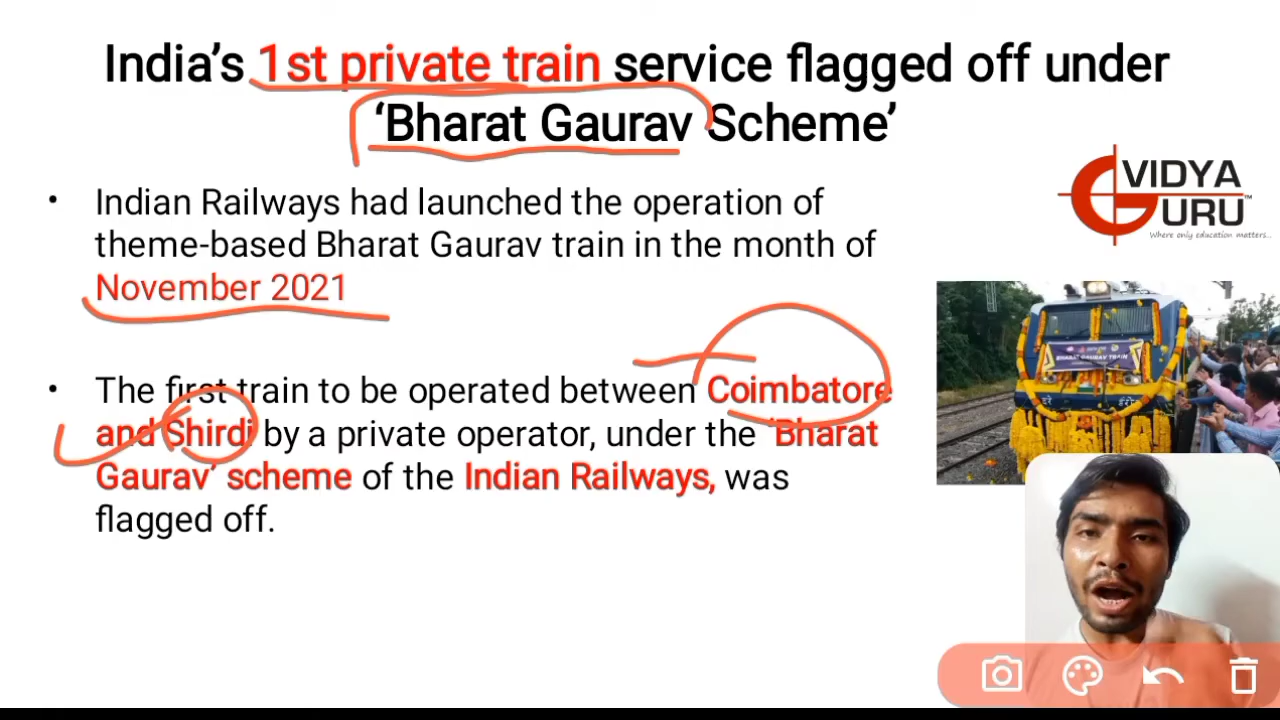 India's 1st private train service flagged off under
‘Bharat Gaurav Scheme’
• Indian Railways had launched the operation of
theme-based Bharat Gaurav train in the month of
November 2021
• The first train to be operated between Coimbatore
and Shirdi by a private operator, under the ‘Bharat
Gaurav’ scheme of the Indian Railways, was
flagged off.
VIDYA
GURU™
Where only education matters...
BHARAT GAURAV TRAIN